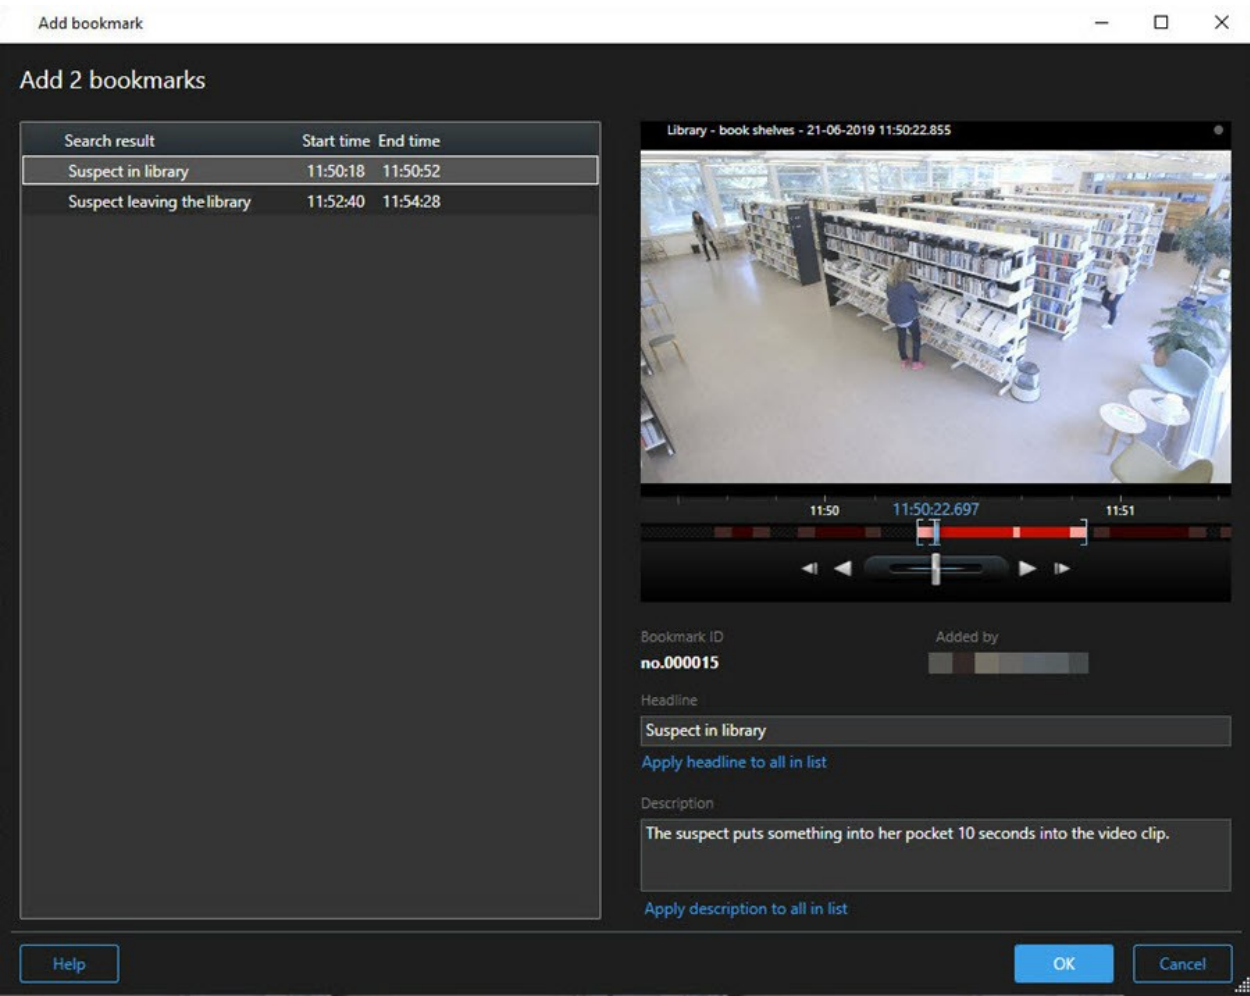 Add bookmark
Add 2 bookmarks
Search result Start time End time
Suspect in library 11:50:18 11:50:52
Suspect leaving the library 11:52:40 11:54:28
Library - book shelves - 21-06-2019 11:50:22.855
11:50 11:50:22.697 11:51
Bookmark ID Added by
no.000015
Headline
Suspect in library
Apply headline to all in list
Description
The suspect puts something into her pocket 10 seconds into the video clip.
Apply description to all in list
Help OK Cancel